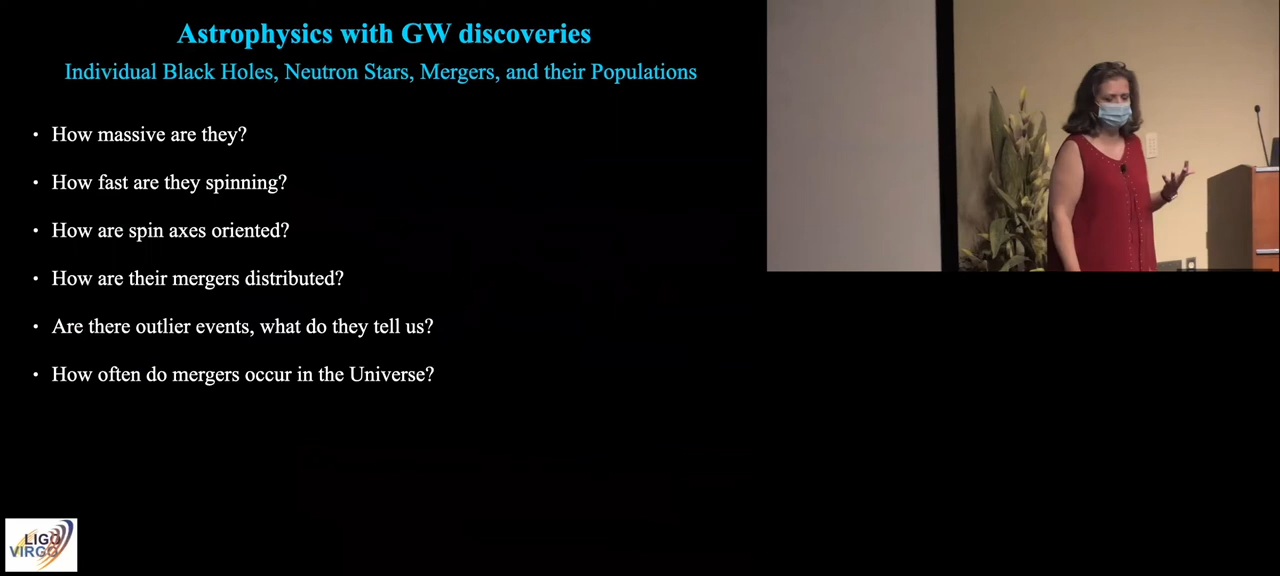 Astrophysics with GW discoveries
Individual Black Holes, Neutron Stars, Mergers, and their Populations
• How massive are they?
• How fast are they spinning?
• How are spin axes oriented?
• How are their mergers distributed?
• Are there outlier events, what do they tell us?
• How often do mergers occur in the Universe?
LIGO
VIRGO